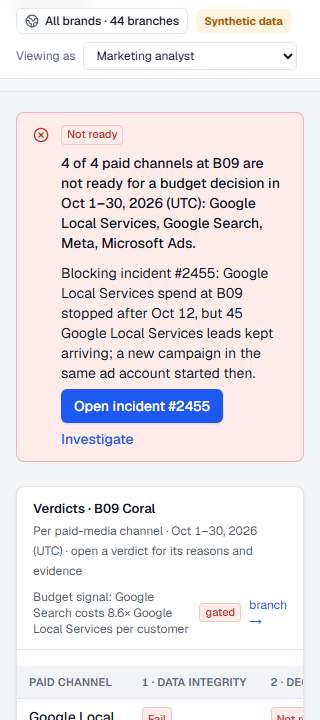 All brands · 44 branches
Synthetic data
Viewing as
Marketing analyst
Not ready
4 of 4 paid channels at B09 are
not ready for a budget decision in
Oct 1–30, 2026 (UTC): Google
Local Services, Google Search,
Meta, Microsoft Ads.
Blocking incident #2455: Google
Local Services spend at B09
stopped after Oct 12, but 45
Google Local Services leads kept
arriving; a new campaign in the
same ad account started then.
Open incident #2455
Investigate
Verdicts · B09 Coral
Per paid-media channel · Oct 1–30, 2026
(UTC) · open a verdict for its reasons and
evidence
Budget signal: Google
Search costs 8.6× Google
Local Services per customer
gated
branch
→
PAID CHANNEL
1 · DATA INTEGRITY
2 ·
Google Local
Fail